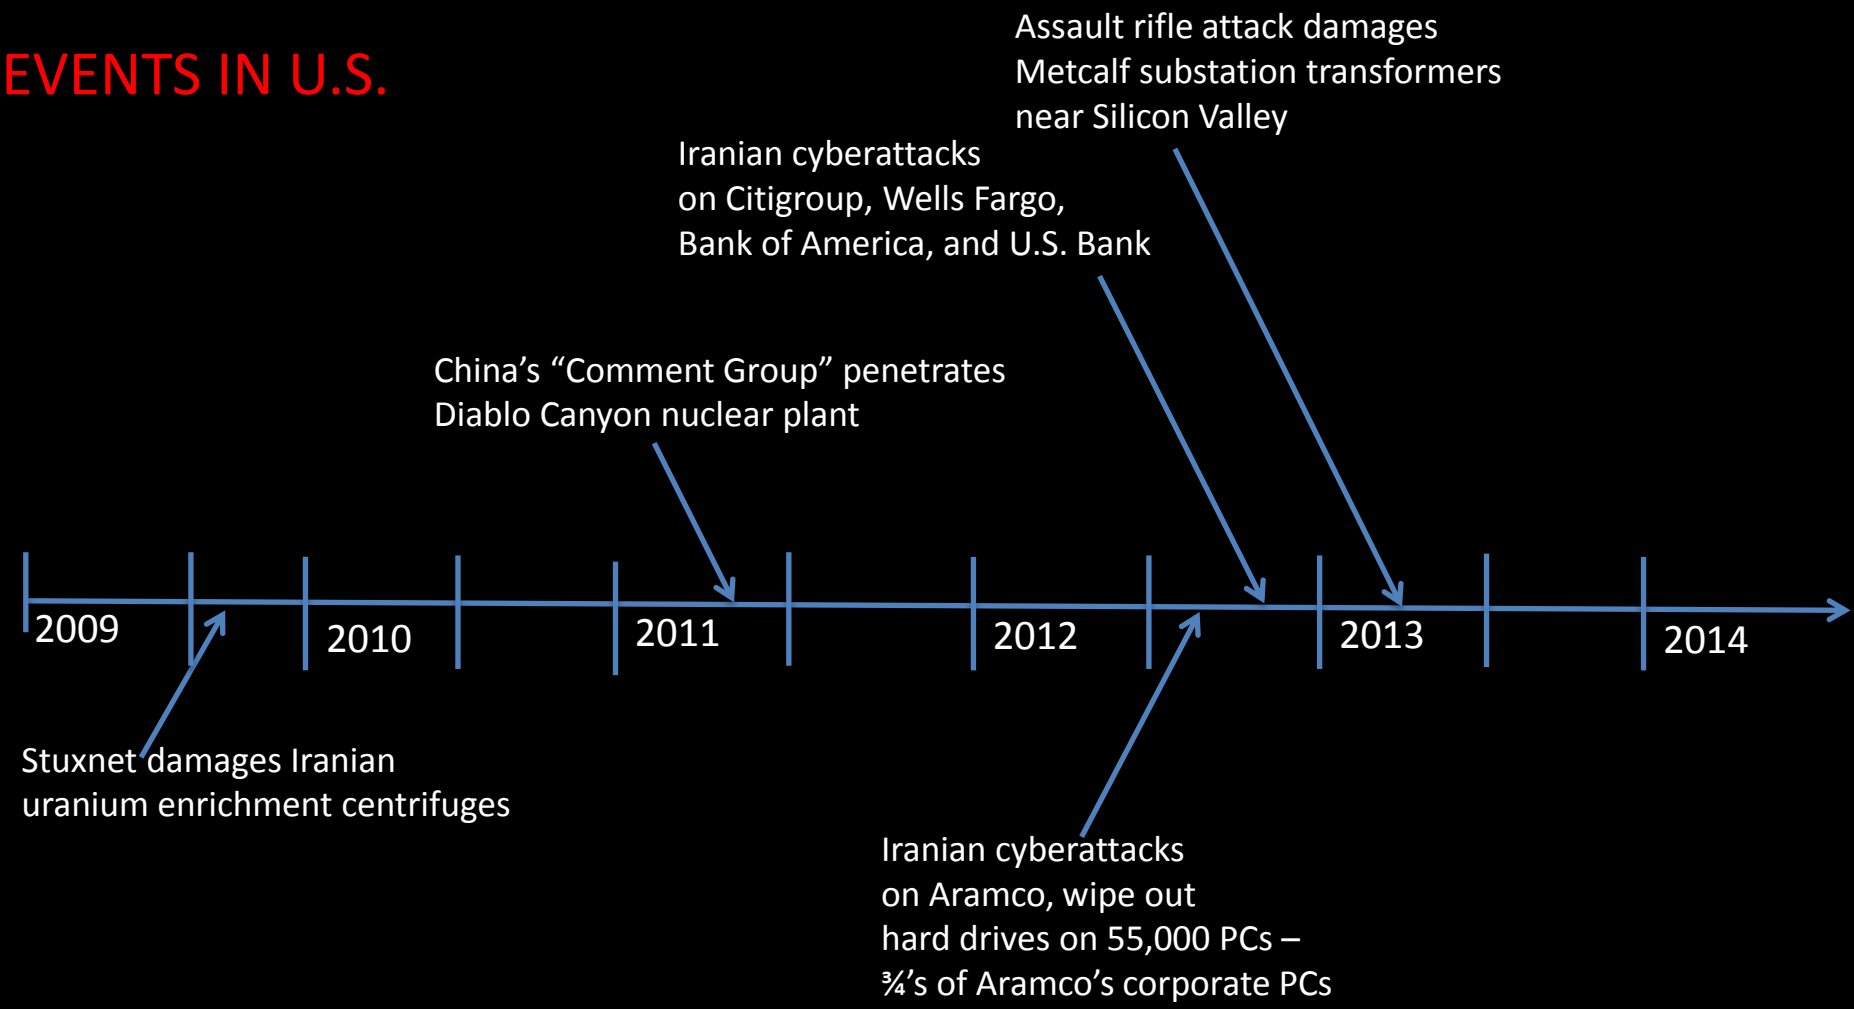 EVENTS IN U.S.
Assault rifle attack damages
Metcalf substation transformers
near Silicon Valley
Iranian cyberattacks
on Citigroup, Wells Fargo,
Bank of America, and U.S. Bank
China’s “Comment Group” penetrates
Diablo Canyon nuclear plant
2009
2010
2011
2012
2013
2014
Stuxnet damages Iranian
uranium enrichment centrifuges
Iranian cyberattacks
on Aramco, wipe out
hard drives on 55,000 PCs –
¾’s of Aramco’s corporate PCs